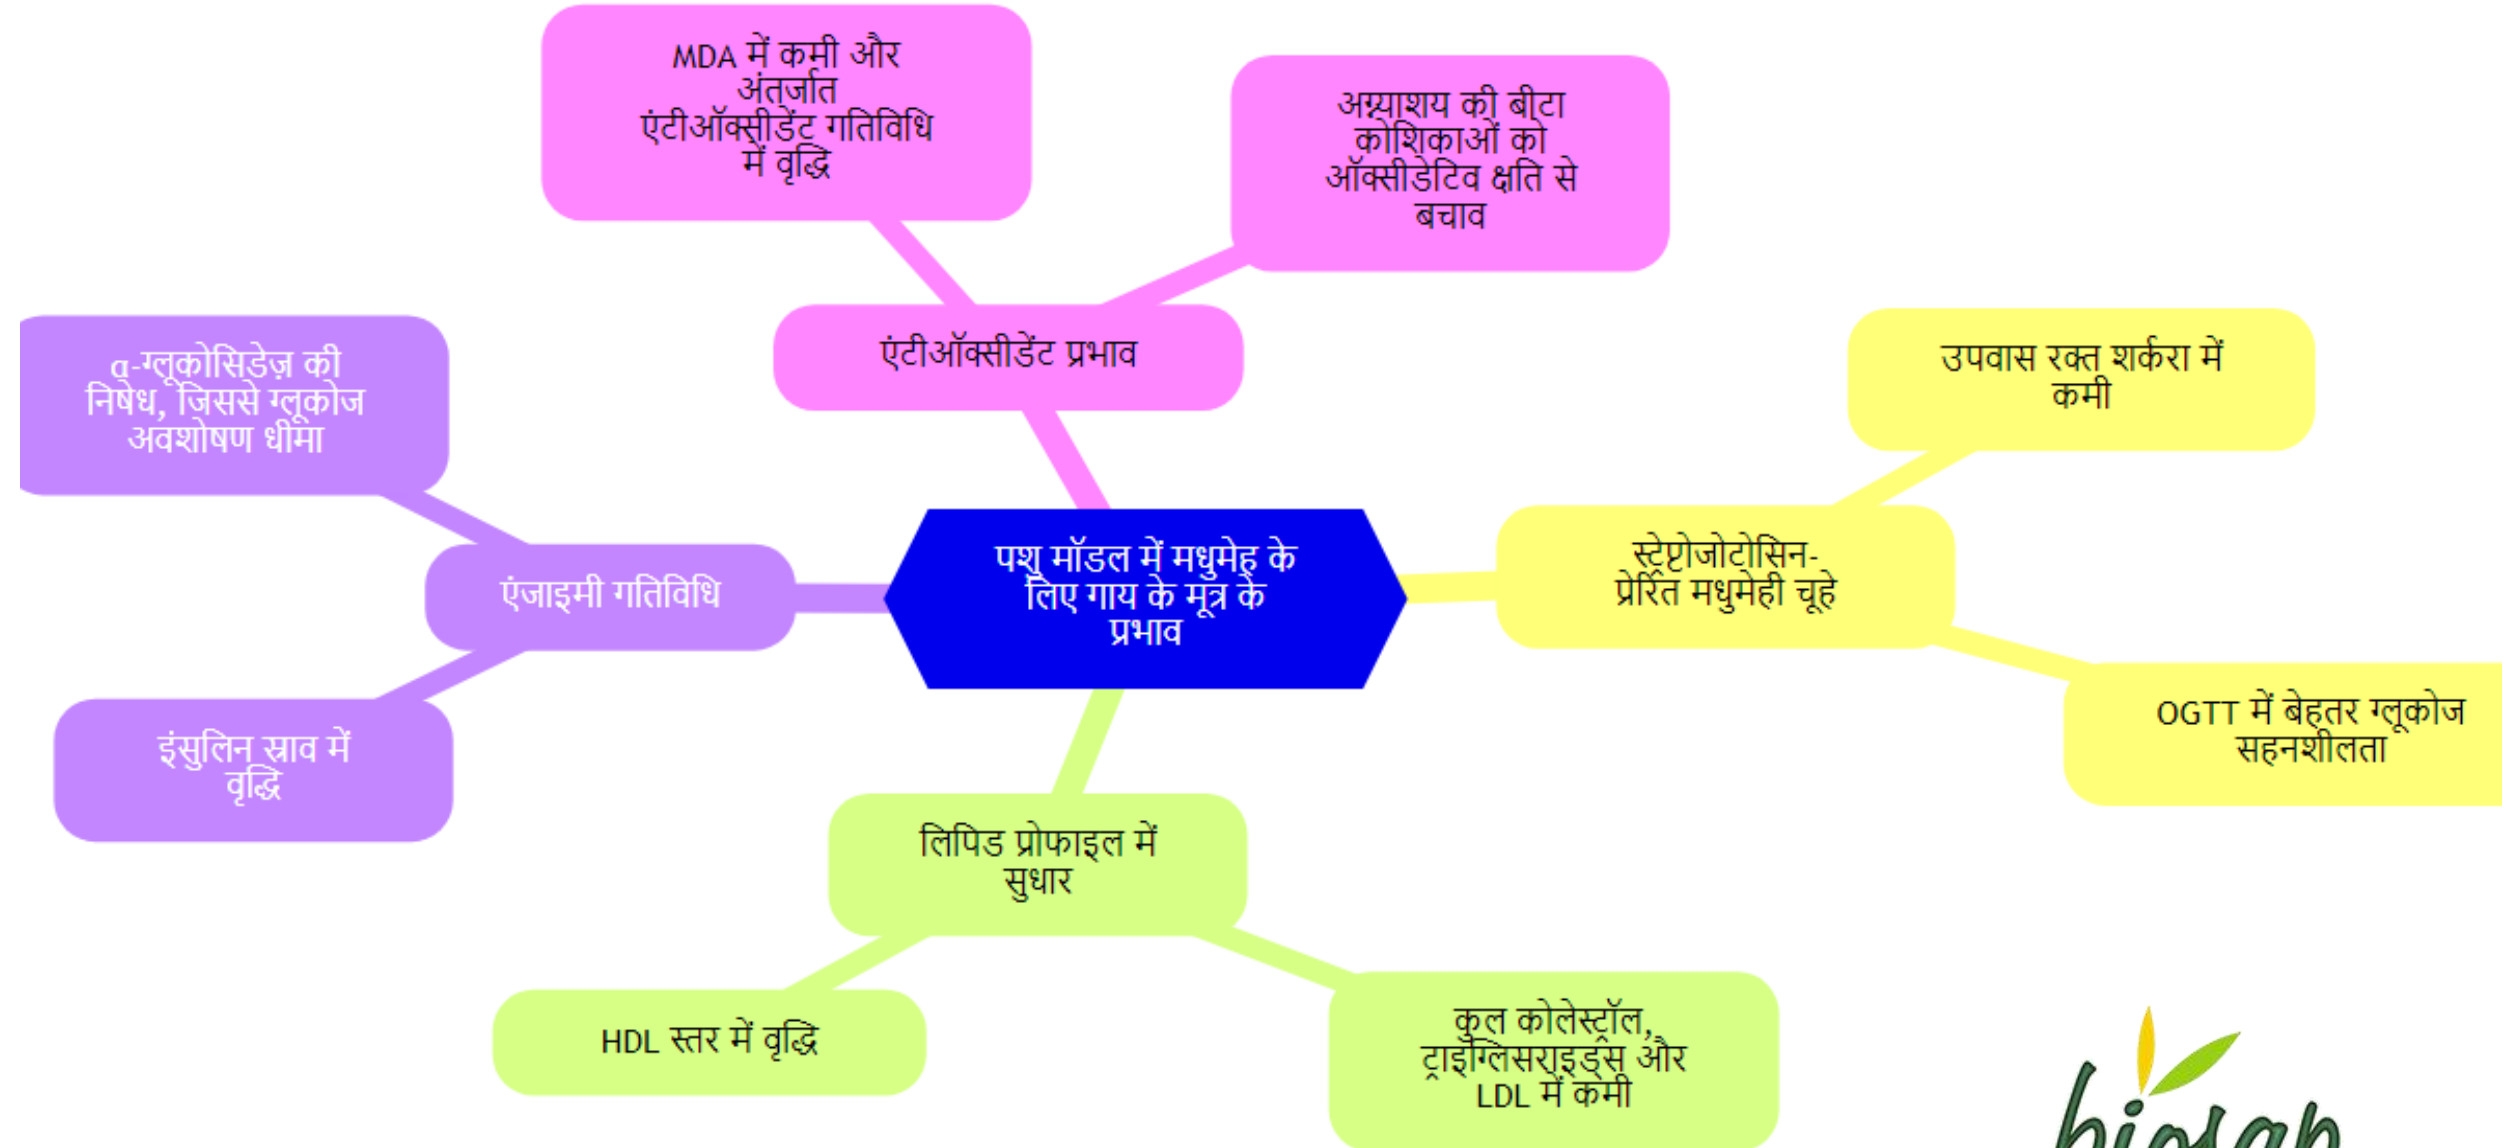 MDA में कमी और
अंतर्जात
एंटीऑक्सीडेंट गतिविधि
में वृद्धि
अग्न्याशय की बीटा
कोशिकाओं को
ऑक्सीडेटिव क्षति से
बचाव
एंटीऑक्सीडेंट प्रभाव
α-ग्लूकोसिडेज़ की
निषेध, जिससे ग्लूकोज
अवशोषण धीमा
उपवास रक्त शर्करा में
कमी
एंजाइमी गतिविधि
पशु मॉडल में मधुमेह के
लिए गाय के मूत्र के
प्रभाव
स्ट्रेप्टोजोटोसिन-
प्रेरित मधुमेही चूहे
इंसुलिन स्राव में
वृद्धि
OGTT में बेहतर ग्लूकोज
सहनशीलता
लिपिड प्रोफाइल में
सुधार
HDL स्तर में वृद्धि
कुल कोलेस्ट्रॉल,
ट्राइग्लिसराइड्स और
LDL में कमी